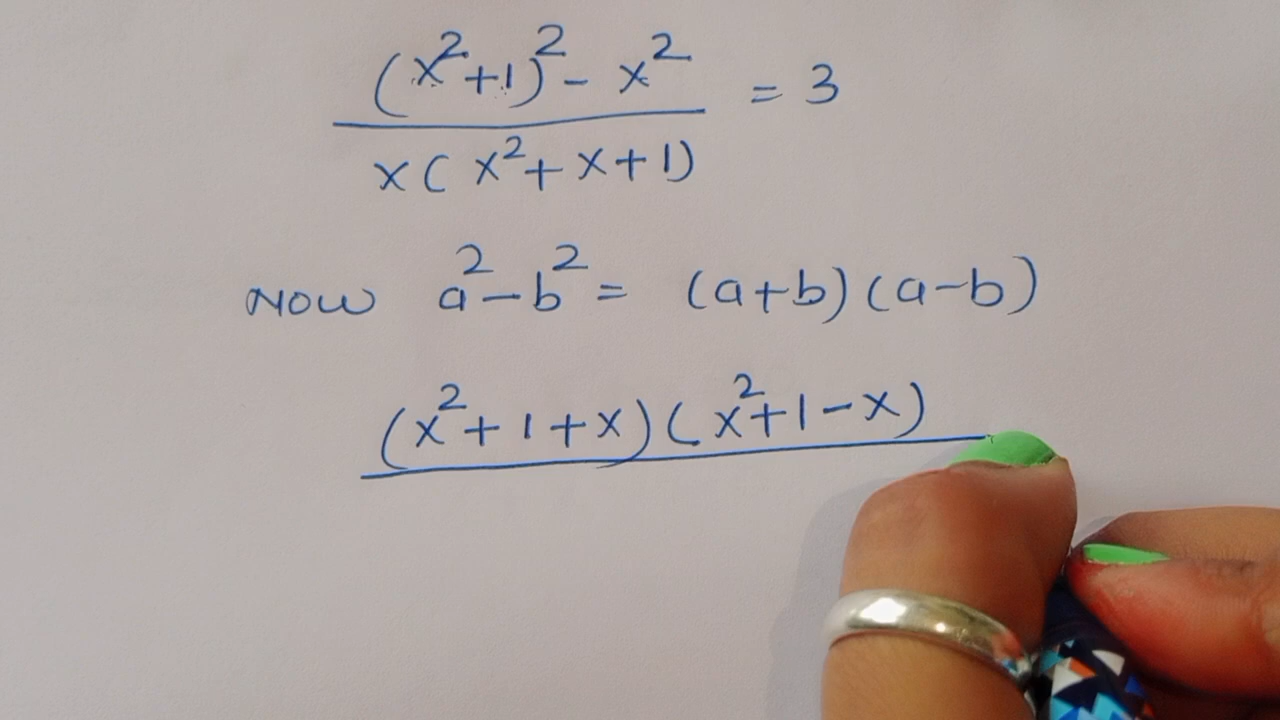 (x²+1)² - x² = 3
x(x²+x+1)
NOW a²-b² = (a+b)(a-b)
(x²+1+x)(x²+1-x)